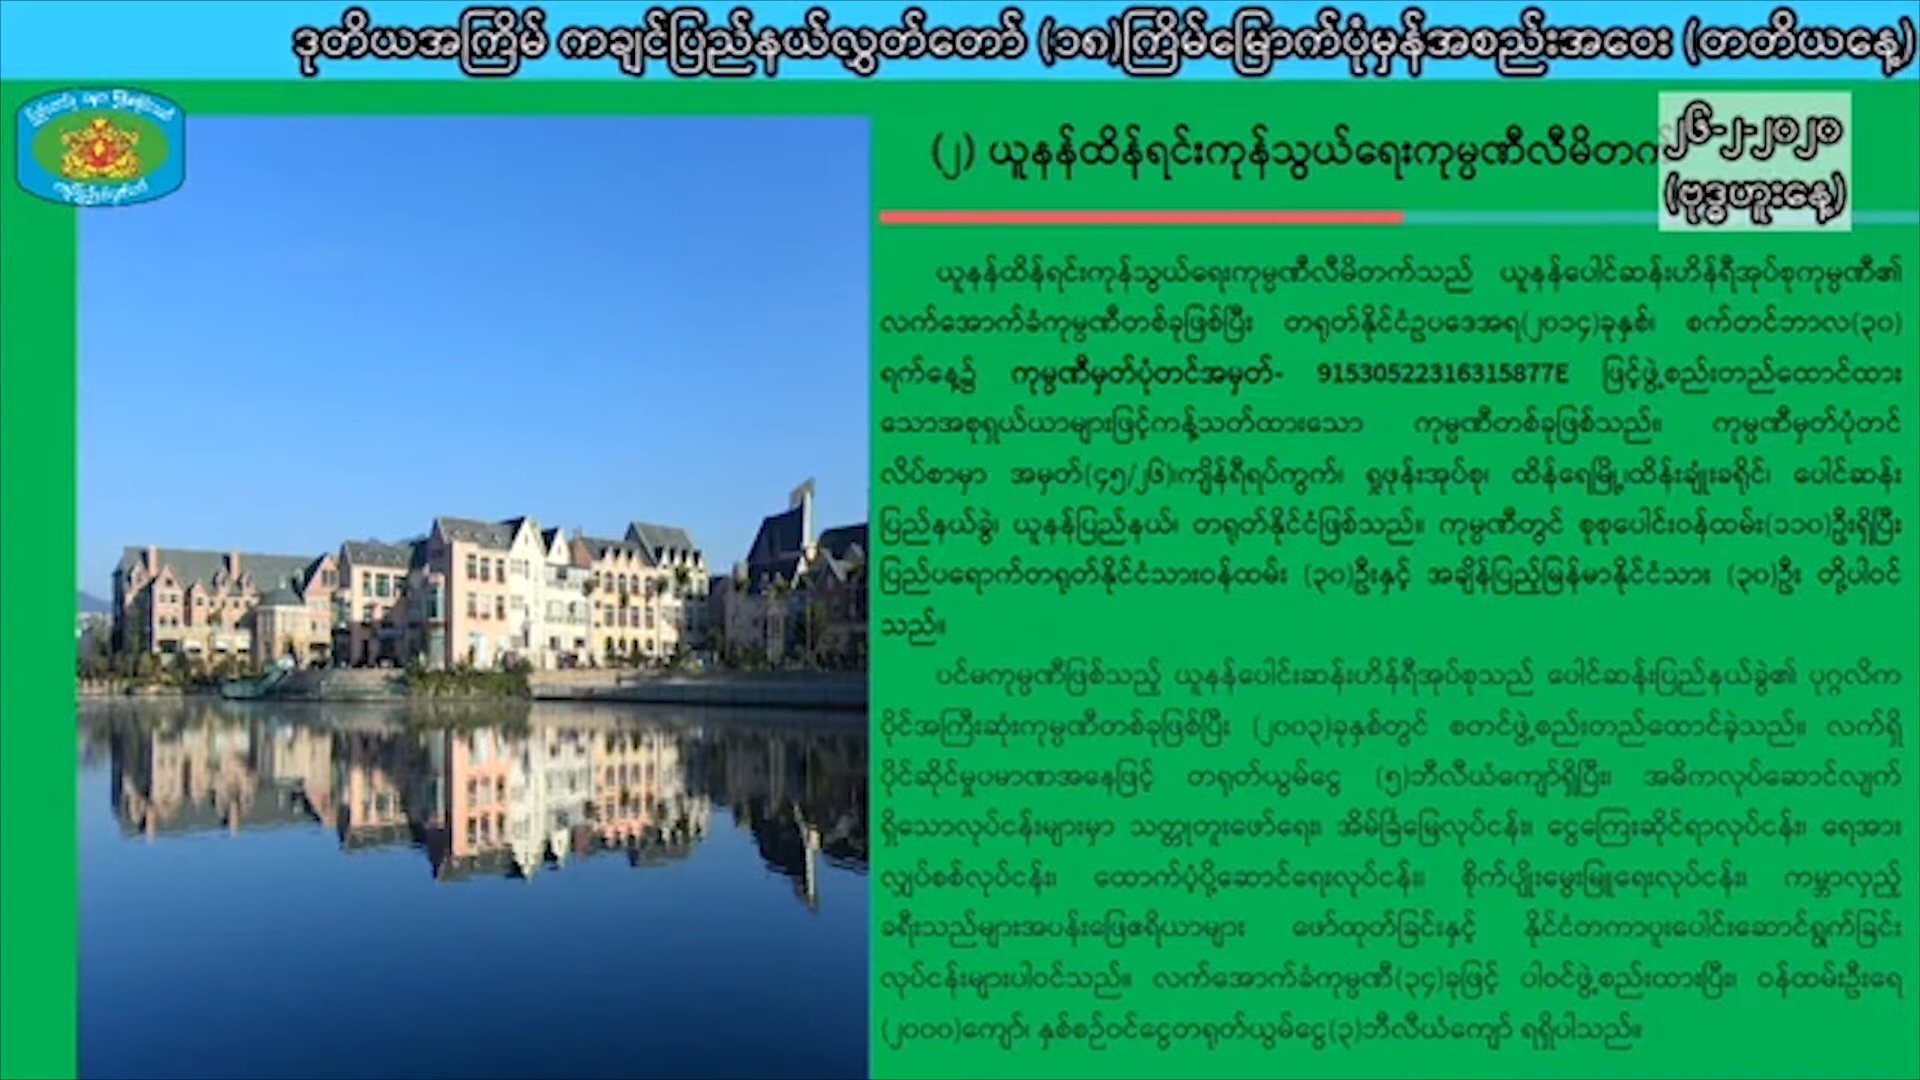 ဒုတိယအကြိမ် ကချင်ပြည်နယ်လွှတ်တော် (၁၈)ကြိမ်မြောက်ပုံမှန်အစည်းအဝေး (တတိယနေ့)
၂၆-၂-၂၀၂၀
(ဗုဒ္ဓဟူးနေ့)
(၂) ယူနန်ထိန်ရင်းကုန်သွယ်ရေးကုမ္ပဏီလီမိတက်
ယူနန်ထိန်ရင်းကုန်သွယ်ရေးကုမ္ပဏီလီမိတက်သည် ယူနန်ပေါင်ဆန်းဟိန်ရီအုပ်စုကုမ္ပဏီ၏
လက်အောက်ခံကုမ္ပဏီတစ်ခုဖြစ်ပြီး တရုတ်နိုင်ငံဥပဒေအရ(၂၀၁၄)ခုနှစ်၊ စက်တင်ဘာလ(၃၀)
ရက်နေ့၌ ကုမ္ပဏီမှတ်ပုံတင်အမှတ်- 91530522316315877E ဖြင့်ဖွဲ့စည်းတည်ထောင်ထား
သောအစုရှယ်ယာများဖြင့်ကန့်သတ်ထားသော ကုမ္ပဏီတစ်ခုဖြစ်သည်။ ကုမ္ပဏီမှတ်ပုံတင်
လိပ်စာမှာ အမှတ်(၄၅/၂၆)၊ကျိန်ရီရပ်ကွက်၊ ရှုဖုန်းအုပ်စု၊ ထိန်ရေမြို့၊ထိန်းချုံးခရိုင်၊ ပေါင်ဆန်း
ပြည်နယ်ခွဲ၊ ယူနန်ပြည်နယ်၊ တရုတ်နိုင်ငံဖြစ်သည်။ ကုမ္ပဏီတွင် စုစုပေါင်းဝန်ထမ်း(၁၁၀)ဦးရှိပြီး
ပြည်ပရောက်တရုတ်နိုင်ငံသားဝန်ထမ်း (၃၀)ဦးနှင့် အချိန်ပြည့်မြန်မာနိုင်ငံသား (၃၀)ဦး တို့ပါဝင်
သည်။
ပင်မကုမ္ပဏီဖြစ်သည့် ယူနန်ပေါင်းဆန်းဟိန်ရီအုပ်စုသည် ပေါင်ဆန်းပြည်နယ်ခွဲ၏ ပုဂ္ဂလိက
ပိုင်အကြီးဆုံးကုမ္ပဏီတစ်ခုဖြစ်ပြီး (၂၀၀၃)ခုနှစ်တွင် စတင်ဖွဲ့စည်းတည်ထောင်ခဲ့သည်။ လက်ရှိ
ပိုင်ဆိုင်မှုပမာဏအနေဖြင့် တရုတ်ယွမ်ငွေ (၅)ဘီလီယံကျော်ရှိပြီး၊ အဓိကလုပ်ဆောင်လျက်
ရှိသောလုပ်ငန်းများမှာ သတ္တုတူးဖော်ရေး၊ အိမ်ခြံမြေလုပ်ငန်း၊ ငွေကြေးဆိုင်ရာလုပ်ငန်း၊ ရေအား
လျှပ်စစ်လုပ်ငန်း၊ ထောက်ပံ့ပို့ဆောင်ရေးလုပ်ငန်း၊ စိုက်ပျိုးမွေးမြူရေးလုပ်ငန်း၊ ကမ္ဘာလှည့်
ခရီးသည်များအပန်းဖြေဧရိယာများ ဖော်ထုတ်ခြင်းနှင့် နိုင်ငံတကာပူးပေါင်းဆောင်ရွက်ခြင်း
လုပ်ငန်းများပါဝင်သည်။ လက်အောက်ခံကုမ္ပဏီ(၃၄)ခုဖြင့် ပါဝင်ဖွဲ့စည်းထားပြီး၊ ဝန်ထမ်းဦးရေ
(၂၀၀၀)ကျော်၊ နှစ်စဉ်ဝင်ငွေတရုတ်ယွမ်ငွေ(၃)ဘီလီယံကျော် ရရှိပါသည်။